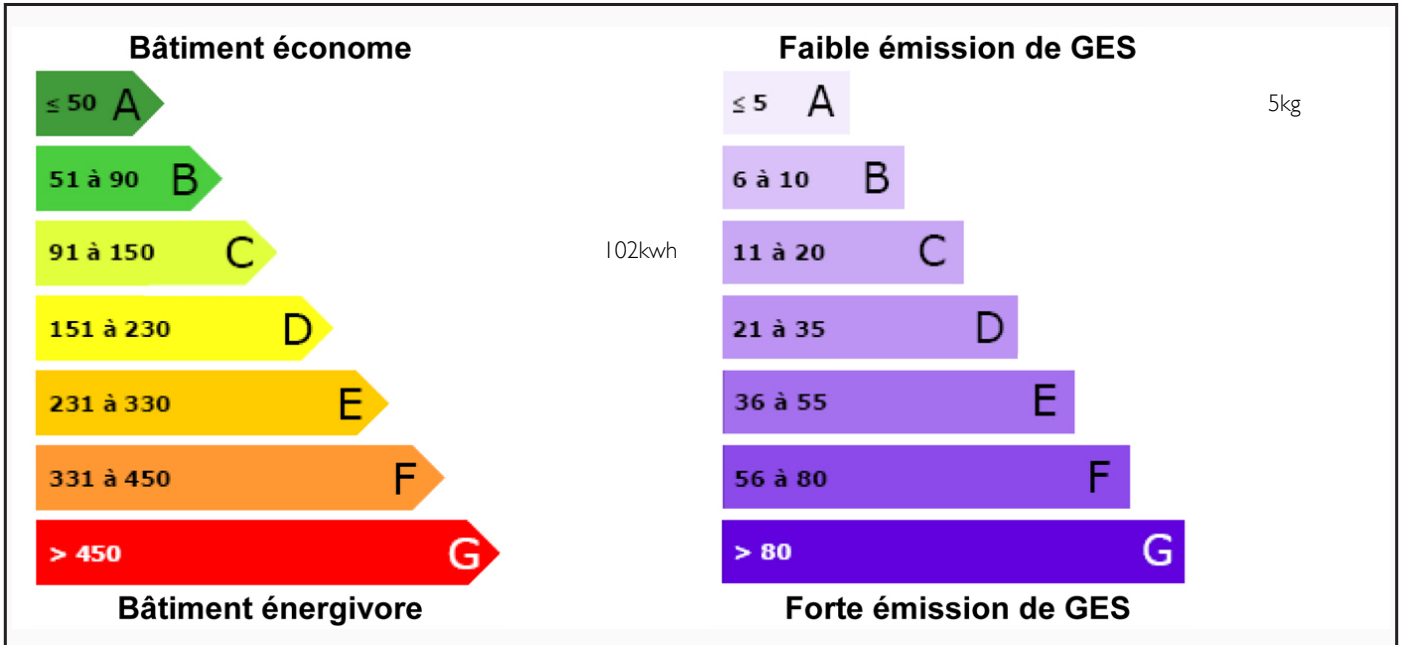 Bâtiment économe
≤ 50 A
51 à 90 B
91 à 150 C
102kwh
151 à 230 D
231 à 330 E
331 à 450 F
> 450 G
Bâtiment énergivore
Faible émission de GES
≤ 5 A
5kg
6 à 10 B
11 à 20 C
21 à 35 D
36 à 55 E
56 à 80 F
> 80 G
Forte émission de GES